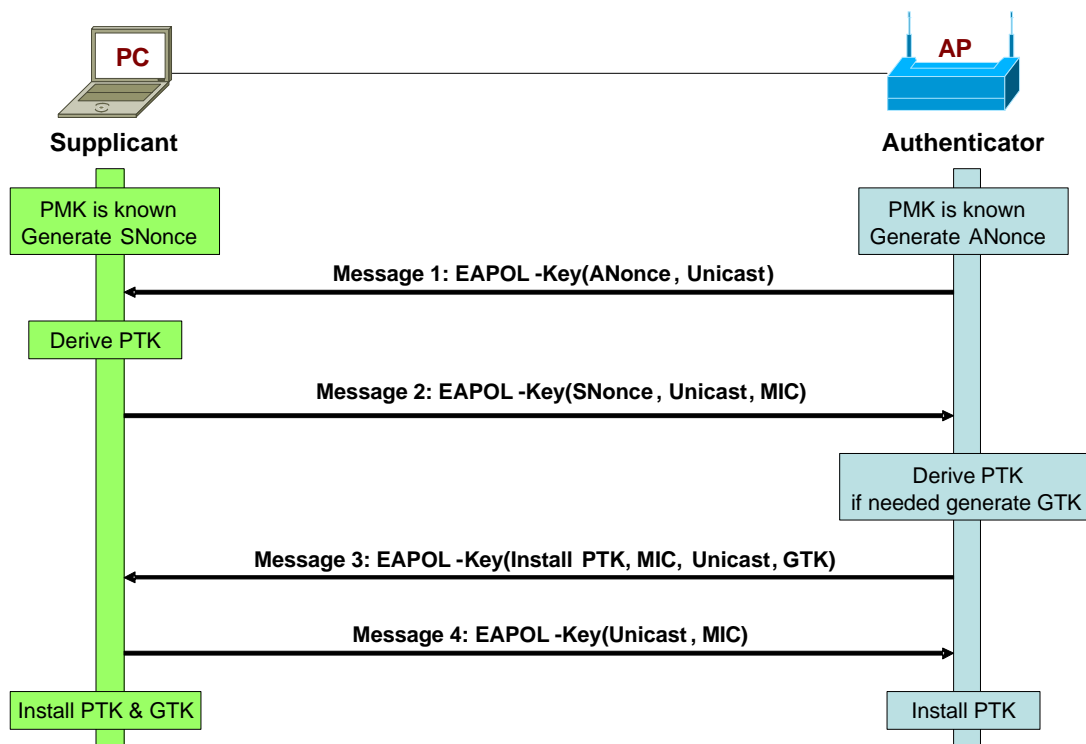 PC
AP
Supplicant
Authenticator
PMK is known
Generate SNonce
PMK is known
Generate ANonce
Message 1: EAPOL -Key(ANonce, Unicast)
Derive PTK
Message 2: EAPOL -Key(SNonce, Unicast, MIC)
Derive PTK
if needed generate GTK
Message 3: EAPOL -Key(Install PTK, MIC, Unicast, GTK)
Message 4: EAPOL -Key(Unicast, MIC)
Install PTK & GTK
Install PTK